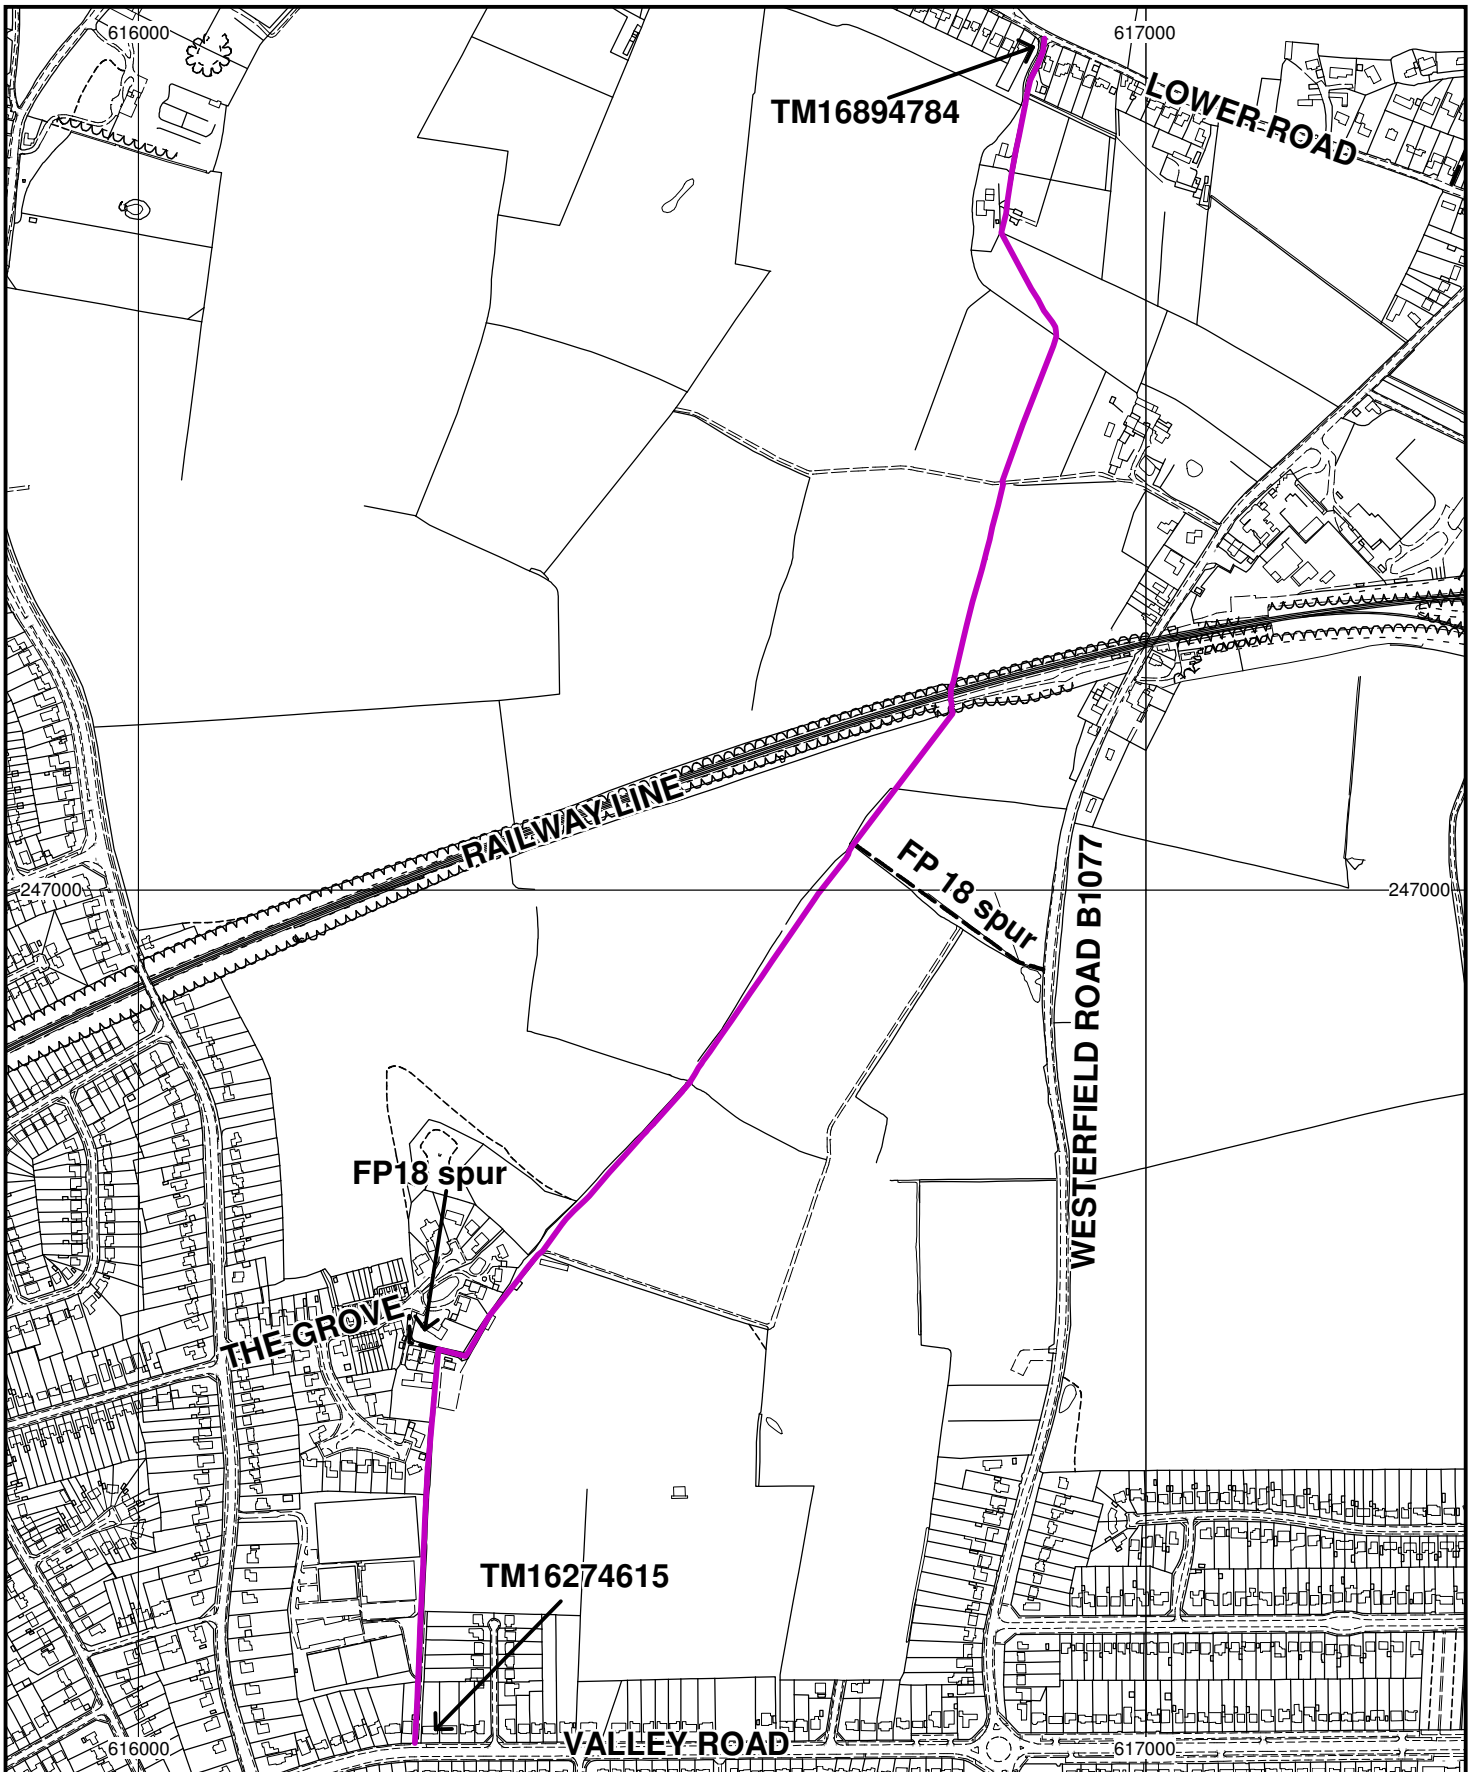 616000
617000
LOWER ROAD
TM16894784
RAILWAY LINE
FP 18 spur
247000
247000
WESTERFIELD ROAD B1077
FP18 spur
THE GROVE
TM16274615
VALLEY ROAD
616000
617000